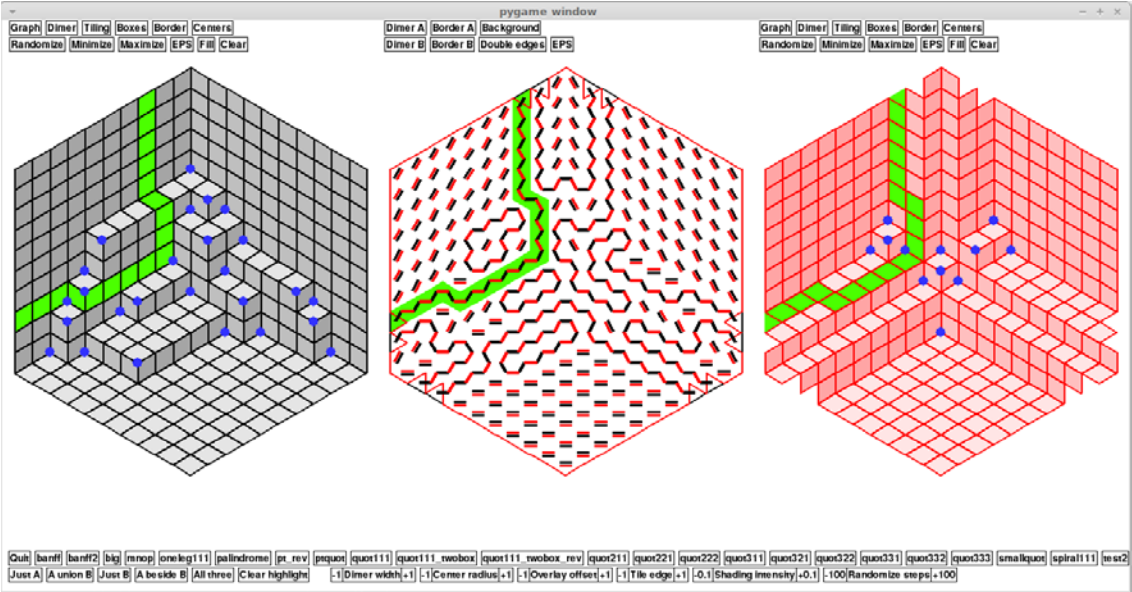 pygame window
Graph Dimer Tiling Boxes Border Centers
Randomize Minimize Maximize EPS Fill Clear
Dimer A Border A Background
Dimer B Border B Double edges EPS
Graph Dimer Tiling Boxes Border Centers
Randomize Minimize Maximize EPS Fill Clear
Quit banff banff2 big mnop oneleg111 palindrome pt_rev ptquot quot111 quot111_twobox quot111_twobox_rev quot211 quot221 quot222 quot311 quot321 quot322 quot331 quot332 quot333 smallquot spiral111 test2
Just A A union B Just B A beside B All three Clear highlight -1 Dimer width +1 -1 Center radius +1 -1 Overlay offset +1 -1 Tile edge +1 -0.1 Shading intensity +0.1 -100 Randomize steps +100